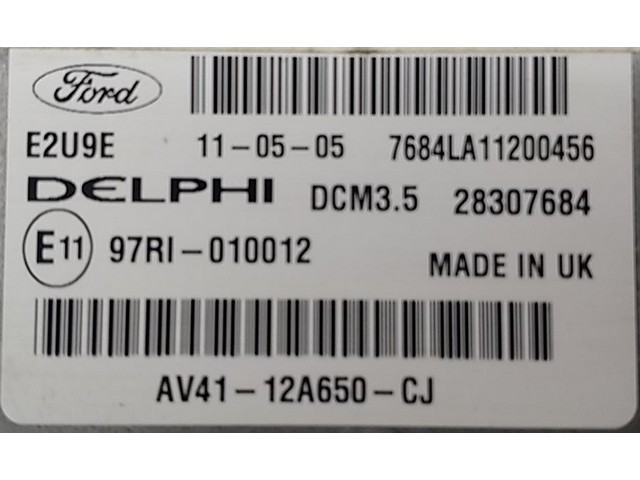 Ford
E2U9E 11-05-05 7684LA11200456
DELPHI DCM3.5 28307684
E11 97RI-010012 MADE IN UK
AV41-12A650-CJ